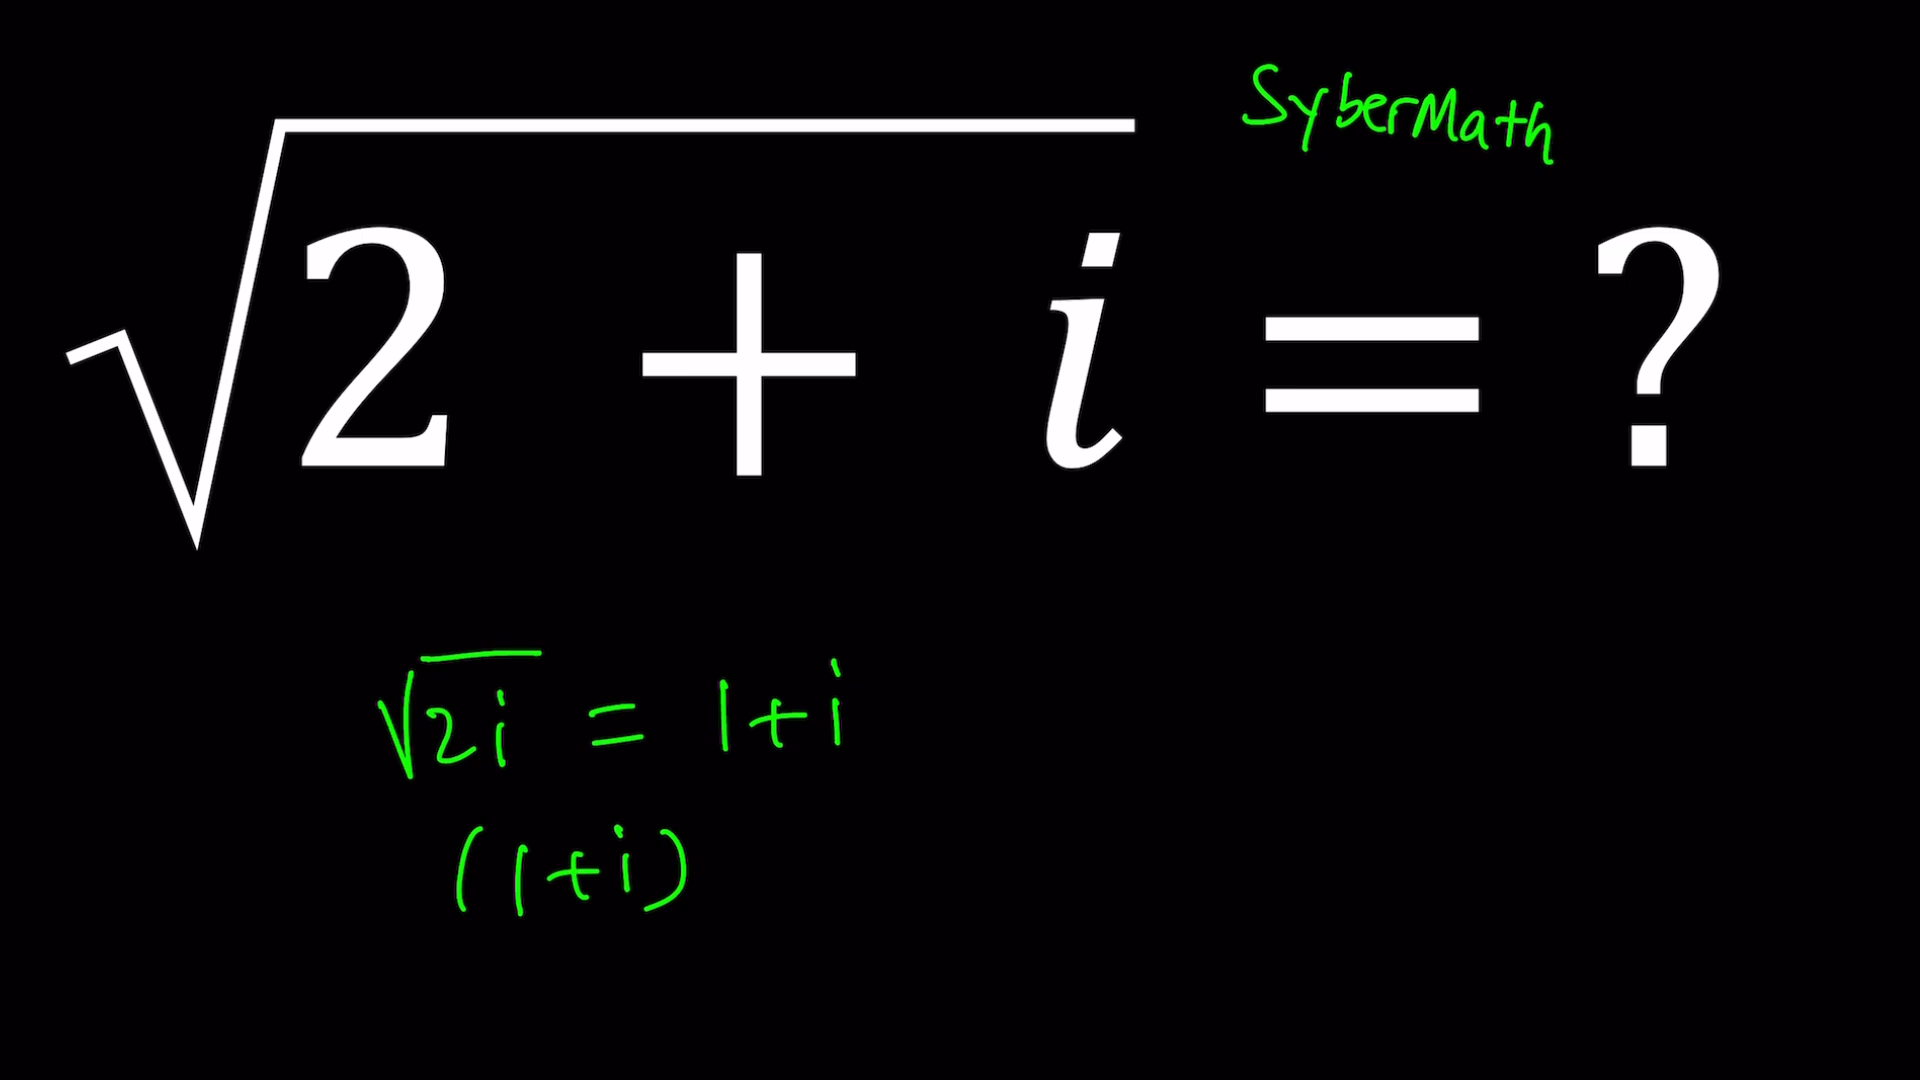 SyberMath
√(2 + i) = ?
√(2i) = 1+i
(1+i)